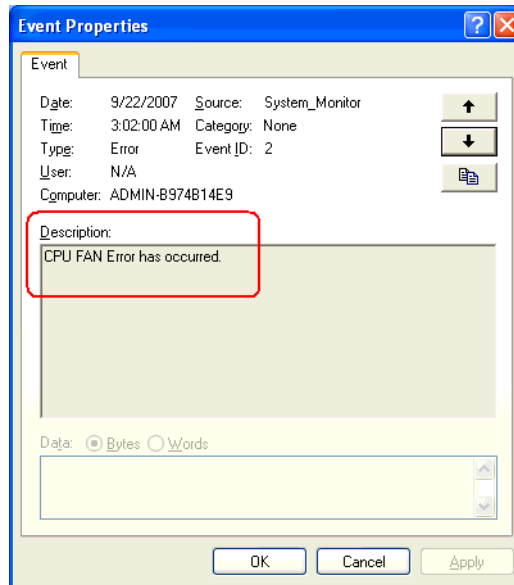 Event Properties
Event
Date: 9/22/2007 Source: System_Monitor
Time: 3:02:00 AM Category: None
Type: Error Event ID: 2
User: N/A
Computer: ADMIN-B974B14E9
Description:
CPU FAN Error has occurred.
Data: Bytes Words
OK Cancel Apply